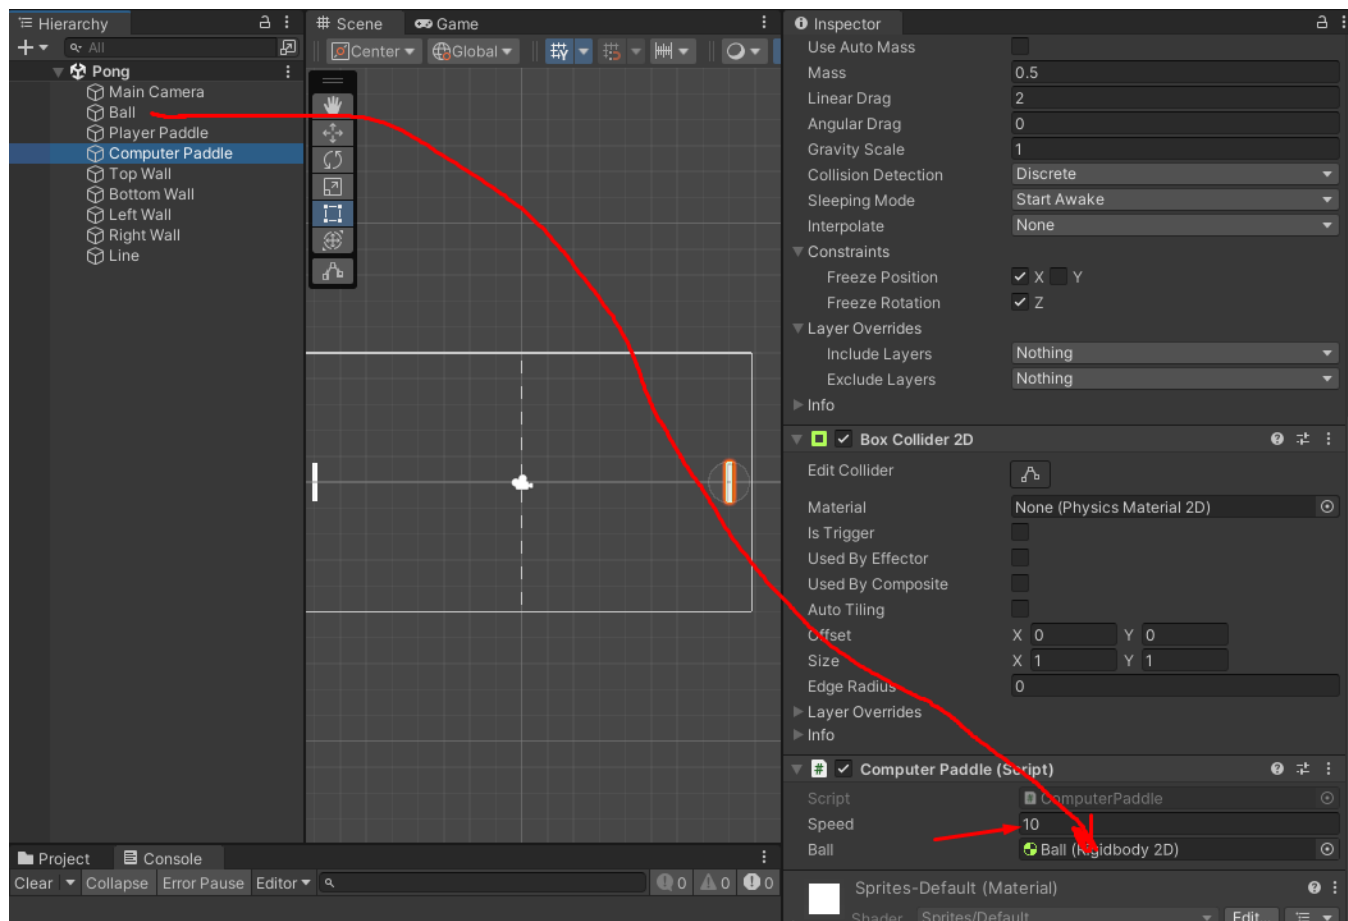 Hierarchy
All
Pong
Main Camera
Ball
Player Paddle
Computer Paddle
Top Wall
Bottom Wall
Left Wall
Right Wall
Line
Scene
Game
Center
Global
Inspector
Use Auto Mass
Mass
0.5
Linear Drag
2
Angular Drag
0
Gravity Scale
1
Collision Detection
Discrete
Sleeping Mode
Start Awake
Interpolate
None
Constraints
Freeze Position
X
Y
Freeze Rotation
Z
Layer Overrides
Include Layers
Nothing
Exclude Layers
Nothing
Info
Box Collider 2D
Edit Collider
Material
None (Physics Material 2D)
Is Trigger
Used By Effector
Used By Composite
Auto Tiling
Offset
X 0
Y 0
Size
X 1
Y 1
Edge Radius
0
Layer Overrides
Info
# Computer Paddle (Script)
Script
ComputerPaddle
Speed
10
Ball
Ball (Rigidbody 2D)
Sprites-Default (Material)
Shader
Sprites/Default
Edit...
Project
Console
Clear
Collapse
Error Pause
Editor
0
0
0